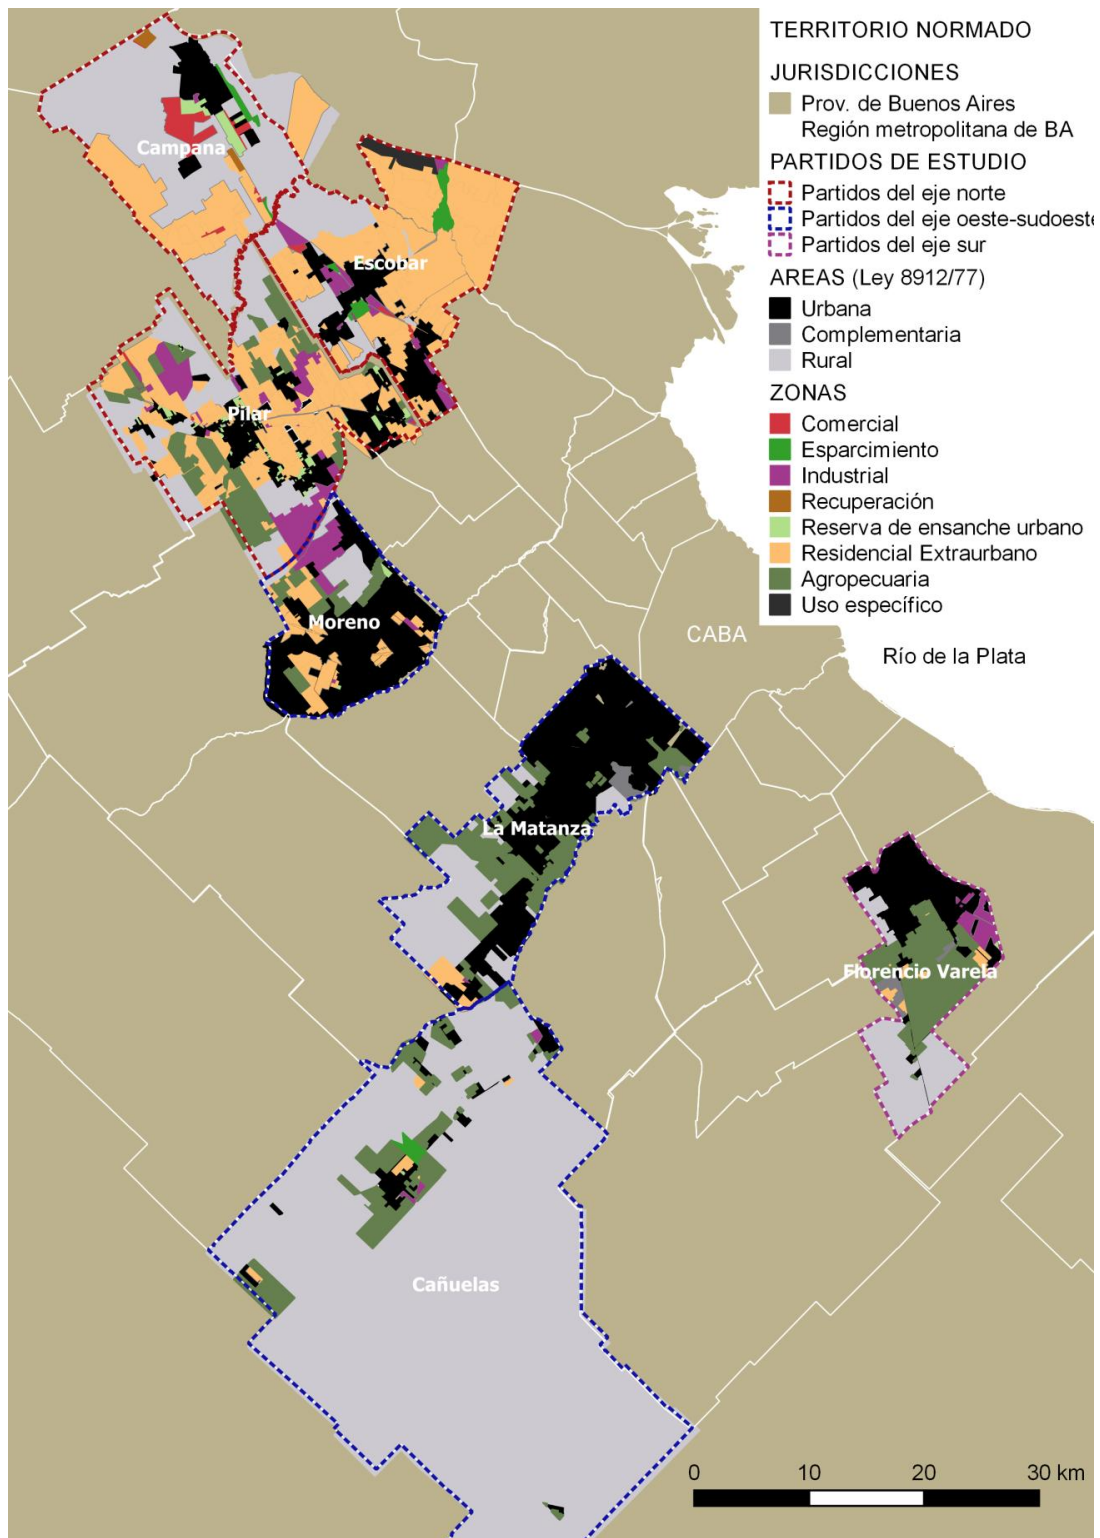 TERRITORIO NORMADO
JURISDICCIONES
Prov. de Buenos Aires
Región metropolitana de BA
PARTIDOS DE ESTUDIO
Partidos del eje norte
Partidos del eje oeste-sudoeste
Partidos del eje sur
AREAS (Ley 8912/77)
Urbana
Complementaria
Rural
ZONAS
Comercial
Esparcimiento
Industrial
Recuperación
Reserva de ensanche urbano
Residencial Extraurbano
Agropecuaria
Uso específico
Campana
Escobar
Pilar
Moreno
CABA
Río de la Plata
La Matanza
Florencio Varela
Cañuelas
0 10 20 30 km